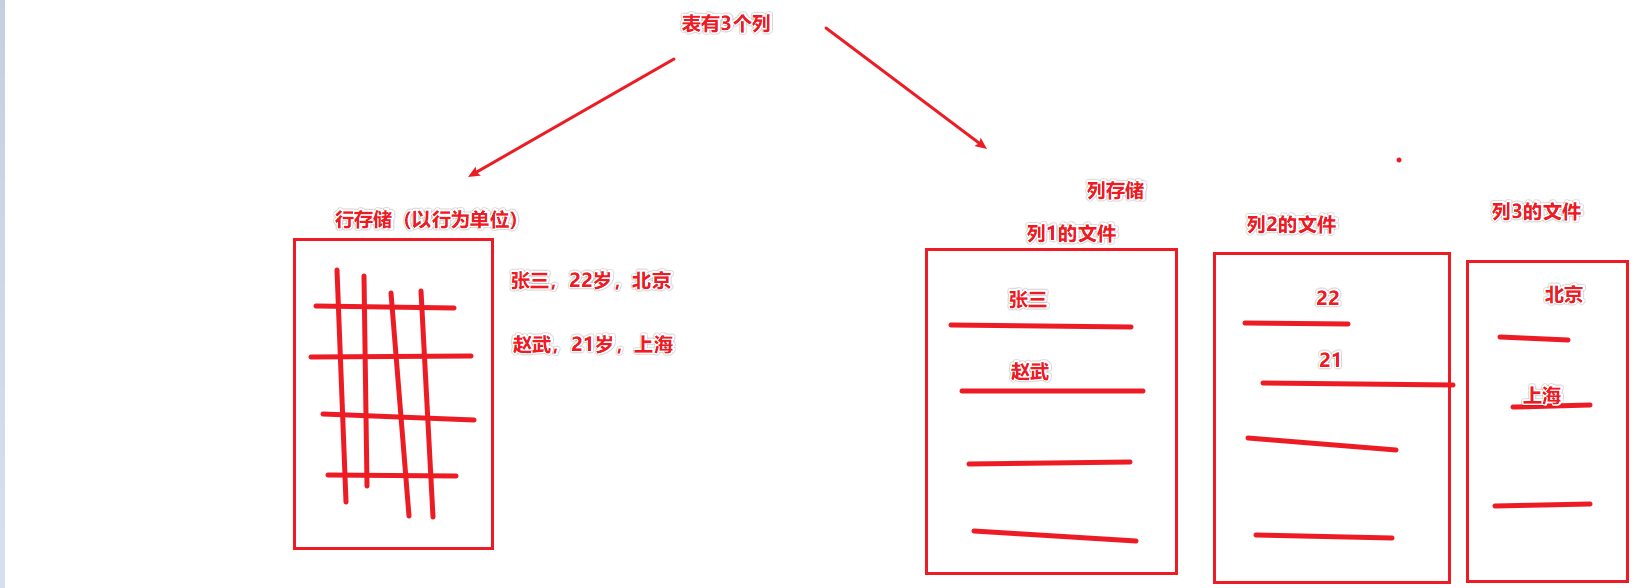 表有3个列
行存储（以行为单位）
张三，22岁，北京
赵武，21岁，上海
列存储
列1的文件
张三
赵武
列2的文件
22
21
列3的文件
北京
上海